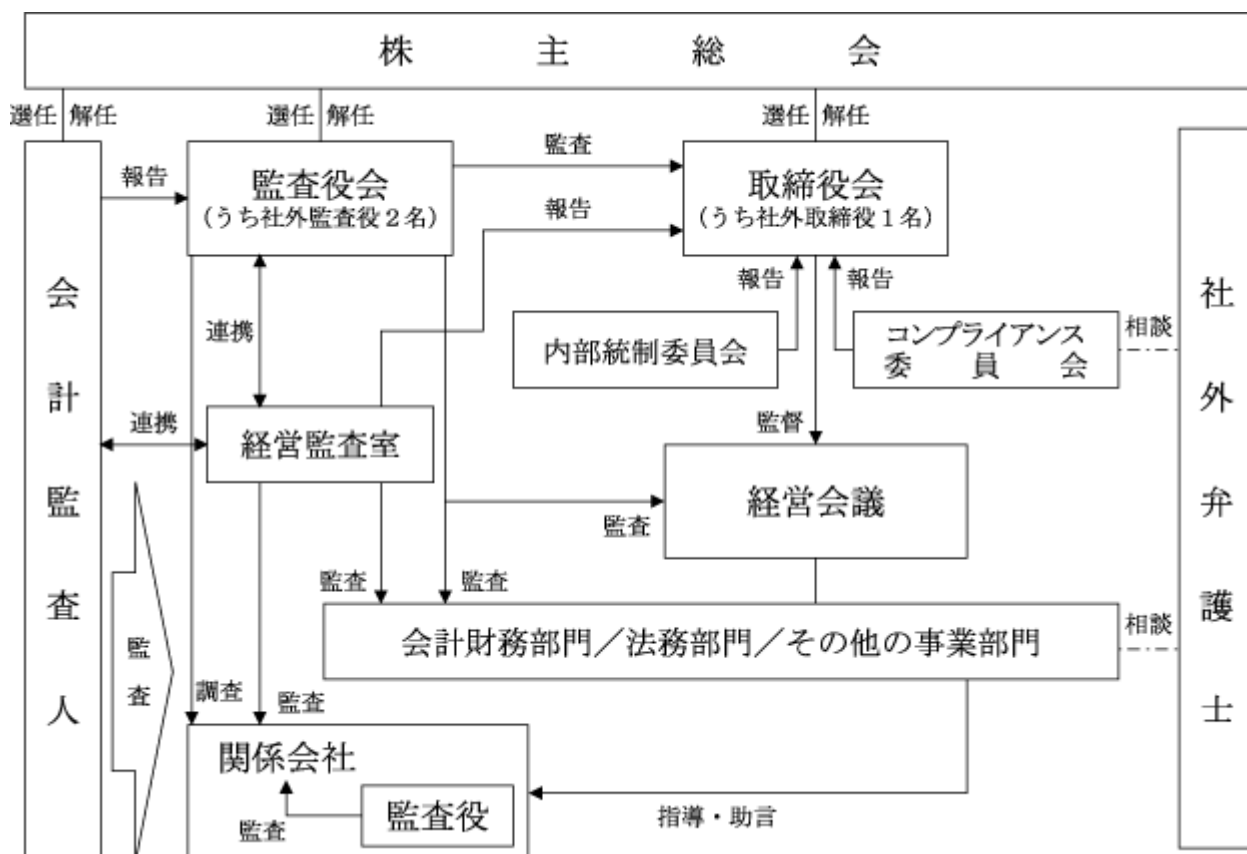 株主総会
選任 解任
選任 解任
選任 解任
会計監査人
報告
監査役会
（うち社外監査役２名）
監査
報告
取締役会
（うち社外取締役１名）
社外弁護士
連携
報告
報告
内部統制委員会
コンプライアンス
委員会
相談
連携
経営監査室
監督
経営会議
監査
監査
監査
監査
会計財務部門／法務部門／その他の事業部門
相談
調査
監査
関係会社
監査
監査役
指導・助言